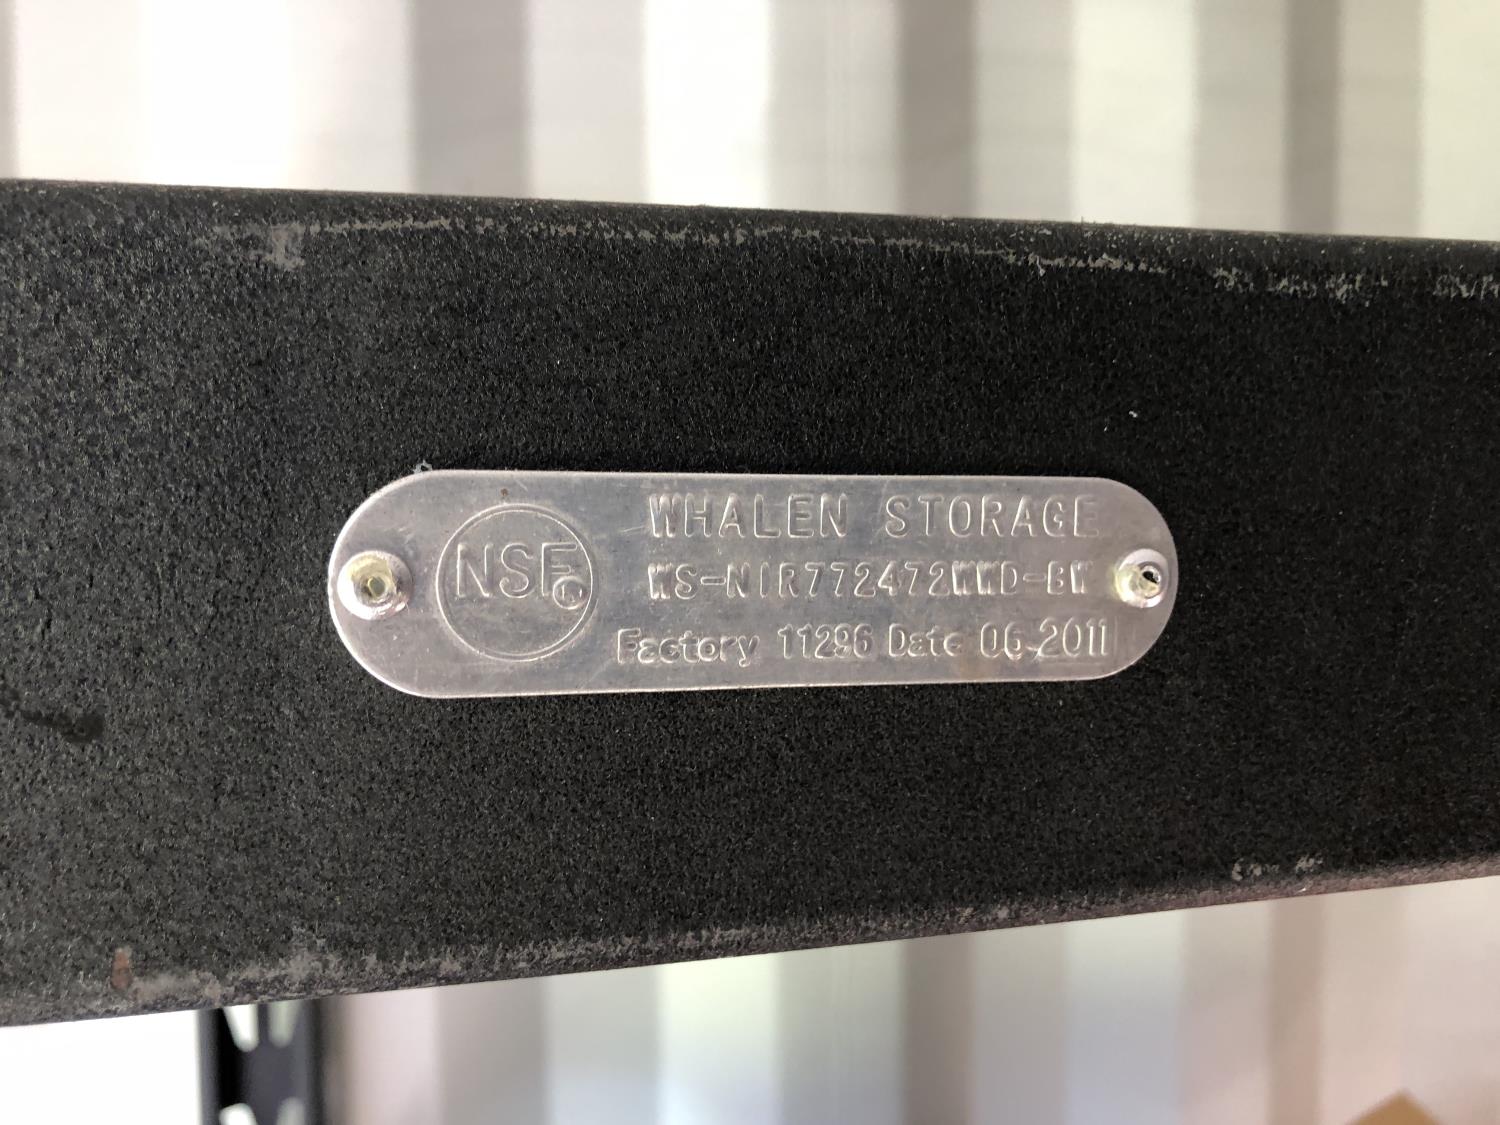 NSF
WHALEN STORAGE
WS-NIR772472WWD-BW
Factory 11296 Date 06-2011